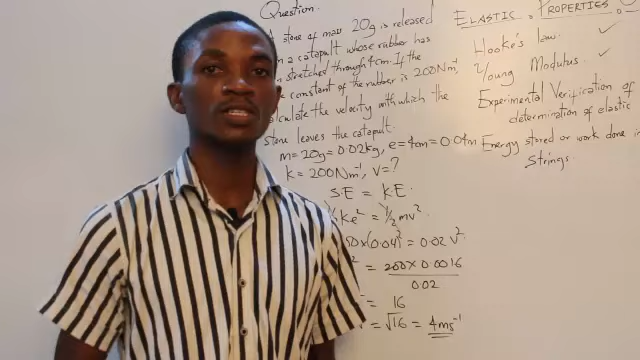 Question.
stone of mass 20g is released
a catapult whose rubber has
stretched through 4cm. If the
constant of the rubber is 200Nm⁻¹,
calculate the velocity with which the
stone leaves the catapult.
m = 20g = 0.02kg, e = 4cm = 0.04m
k = 200Nm⁻¹, v = ?
S.E = K.E
½ke² = ½mv²
x(0.04)² = 0.02 v²
= 200 x 0.0016
0.02
= 16
= √16 = 4ms⁻¹
ELASTIC PROPERTIES
Hooke's law. ✓
Young Modulus. ✓
Experimental Verification of
determination of elastic
Energy stored or work done in
strings.